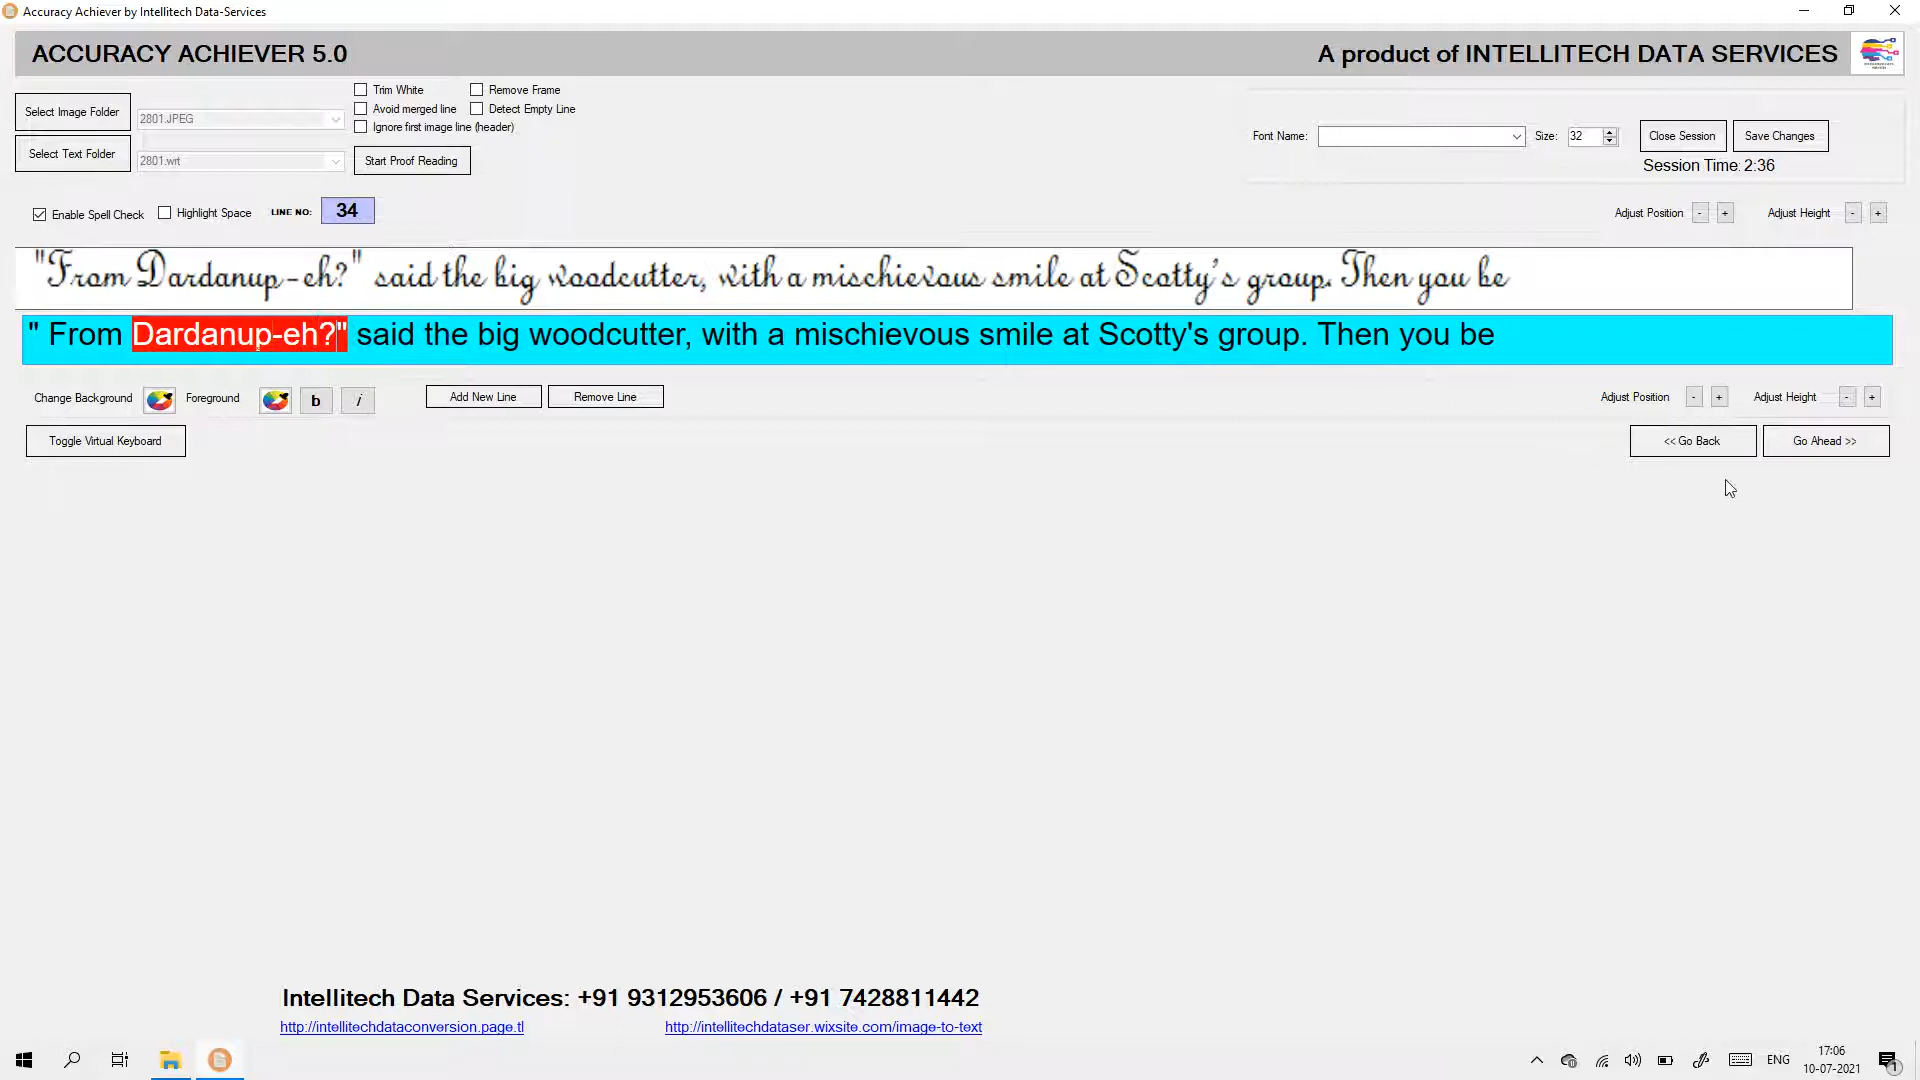 Accuracy Achiever by Intellitech Data-Services
ACCURACY ACHIEVER 5.0
A product of INTELLITECH DATA SERVICES
Select Image Folder
2801.JPEG
Trim White
Remove Frame
Avoid merged line
Detect Empty Line
Ignore first image line (header)
Select Text Folder
2801.wrt
Start Proof Reading
Font Name:
Size:
32
Close Session
Save Changes
Session Time: 2:36
Enable Spell Check
Highlight Space
LINE NO:
34
Adjust Position
-
+
Adjust Height
-
+
"From Dardanup-eh?" said the big woodcutter, with a mischievous smile at Scotty's group. Then you be
" From Dardanup-eh?" said the big woodcutter, with a mischievous smile at Scotty's group. Then you be
Change Background
Foreground
b
i
Add New Line
Remove Line
Adjust Position
-
+
Adjust Height
-
+
Toggle Virtual Keyboard
<< Go Back
Go Ahead >>
Intellitech Data Services: +91 9312953606 / +91 7428811442
http://intellitechdataconversion.page.tl
http://intellitechdataser.wixsite.com/image-to-text
ENG
17:06
10-07-2021
1